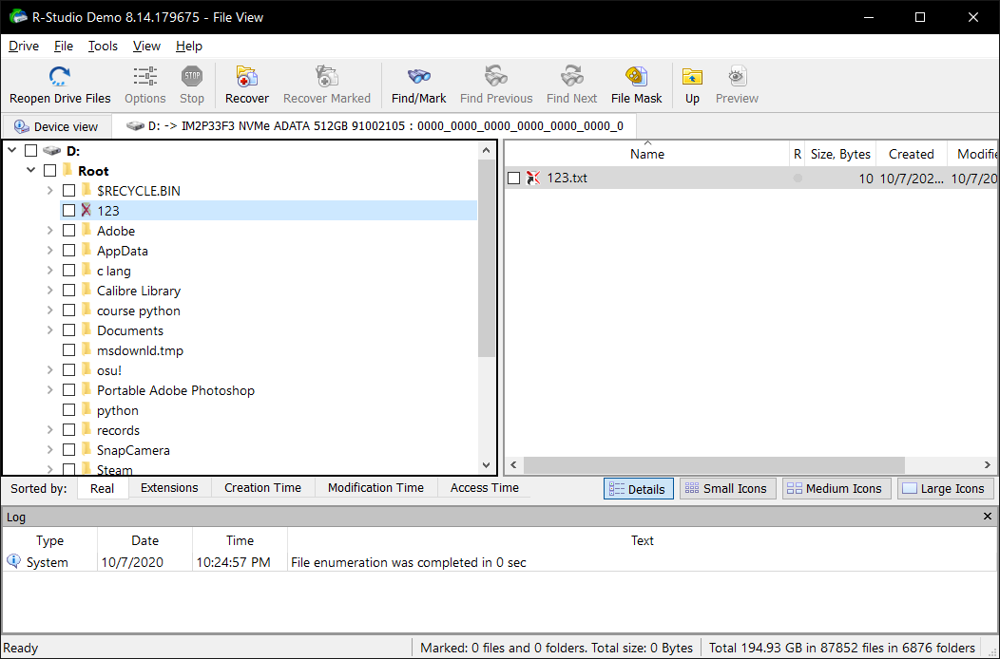 R-Studio Demo 8.14.179675 - File View
Drive File Tools View Help
Reopen Drive Files Options Stop Recover Recover Marked Find/Mark Find Previous Find Next File Mask Up Preview
Device view D: -> IM2P33F3 NVMe ADATA 512GB 91002105 : 0000_0000_0000_0000_0000_0000_0
D:
Root
$RECYCLE.BIN
123
Adobe
AppData
c lang
Calibre Library
course python
Documents
msdownld.tmp
osu!
Portable Adobe Photoshop
python
records
SnapCamera
Steam
Name R Size, Bytes Created Modifie
123.txt 10 10/7/202... 10/7/20
Sorted by: Real Extensions Creation Time Modification Time Access Time Details Small Icons Medium Icons Large Icons
Log
Type Date Time Text
System 10/7/2020 10:24:57 PM File enumeration was completed in 0 sec
Ready Marked: 0 files and 0 folders. Total size: 0 Bytes Total 194.93 GB in 87852 files in 6876 folders